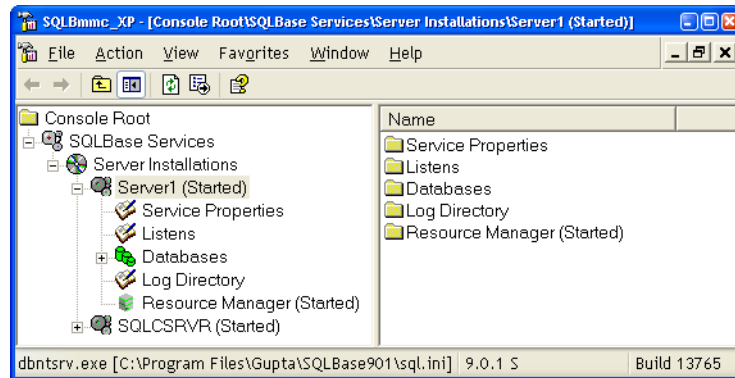 SQLBmmc_XP - [Console Root\SQLBase Services\Server Installations\Server1 (Started)]
File Action View Favorites Window Help
Console Root
SQLBase Services
Server Installations
Server1 (Started)
Service Properties
Listens
Databases
Log Directory
Resource Manager (Started)
SQLCSRVR (Started)
Name
Service Properties
Listens
Databases
Log Directory
Resource Manager (Started)
dbntsrv.exe [C:\Program Files\Gupta\SQLBase901\sql.ini] 9.0.1 S Build 13765